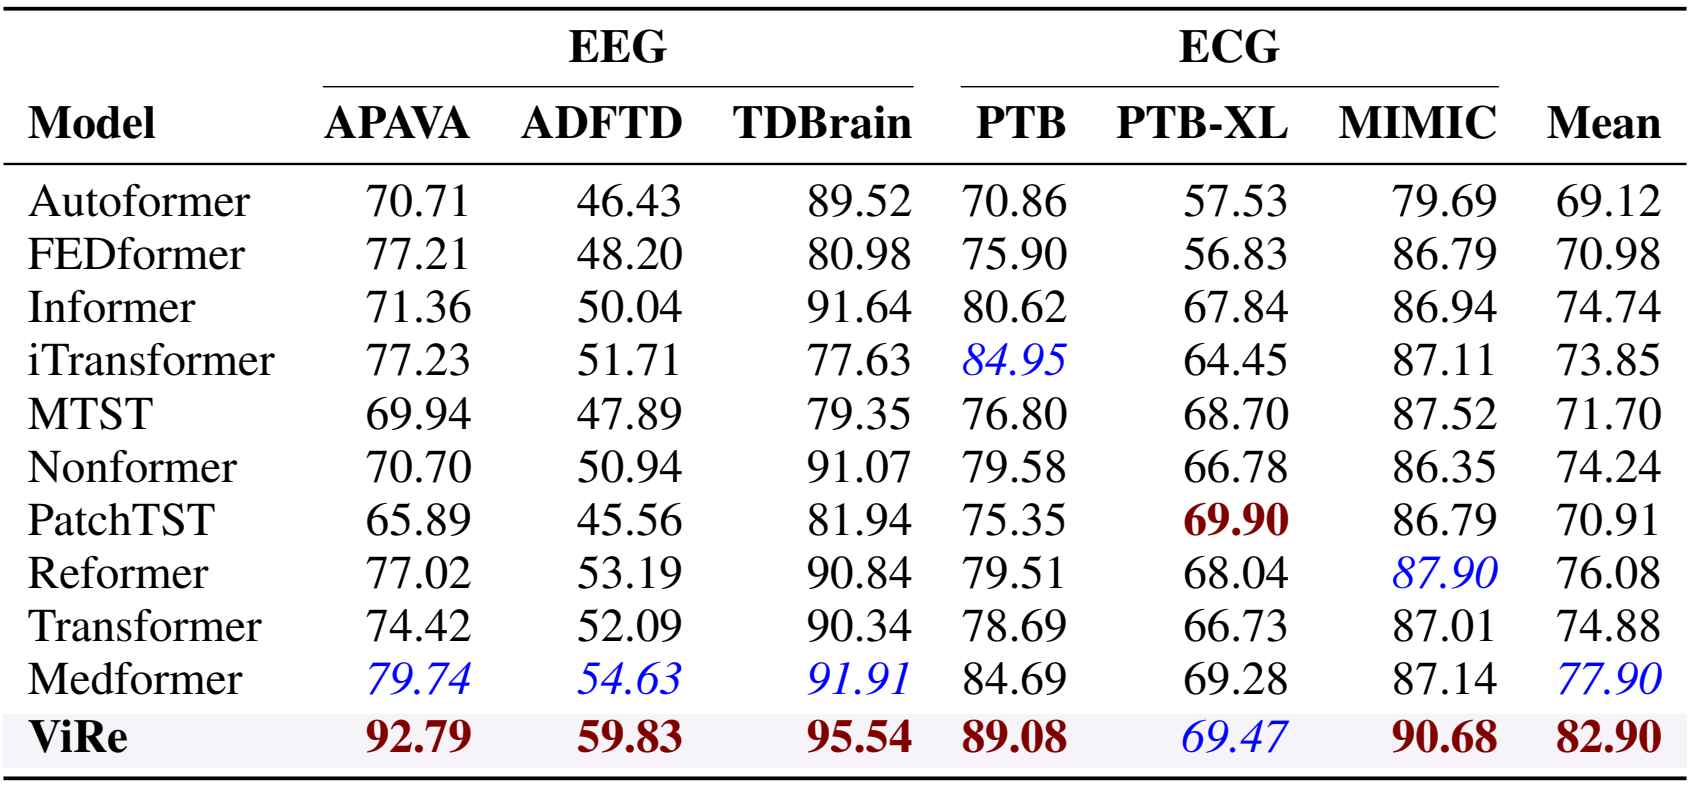 EEG ECG
Model APAVA ADFTD TDBrain PTB PTB-XL MIMIC Mean
Autoformer 70.71 46.43 89.52 70.86 57.53 79.69 69.12
FEDformer 77.21 48.20 80.98 75.90 56.83 86.79 70.98
Informer 71.36 50.04 91.64 80.62 67.84 86.94 74.74
iTransformer 77.23 51.71 77.63 84.95 64.45 87.11 73.85
MTST 69.94 47.89 79.35 76.80 68.70 87.52 71.70
Nonformer 70.70 50.94 91.07 79.58 66.78 86.35 74.24
PatchTST 65.89 45.56 81.94 75.35 69.90 86.79 70.91
Reformer 77.02 53.19 90.84 79.51 68.04 87.90 76.08
Transformer 74.42 52.09 90.34 78.69 66.73 87.01 74.88
Medformer 79.74 54.63 91.91 84.69 69.28 87.14 77.90
ViRe 92.79 59.83 95.54 89.08 69.47 90.68 82.90